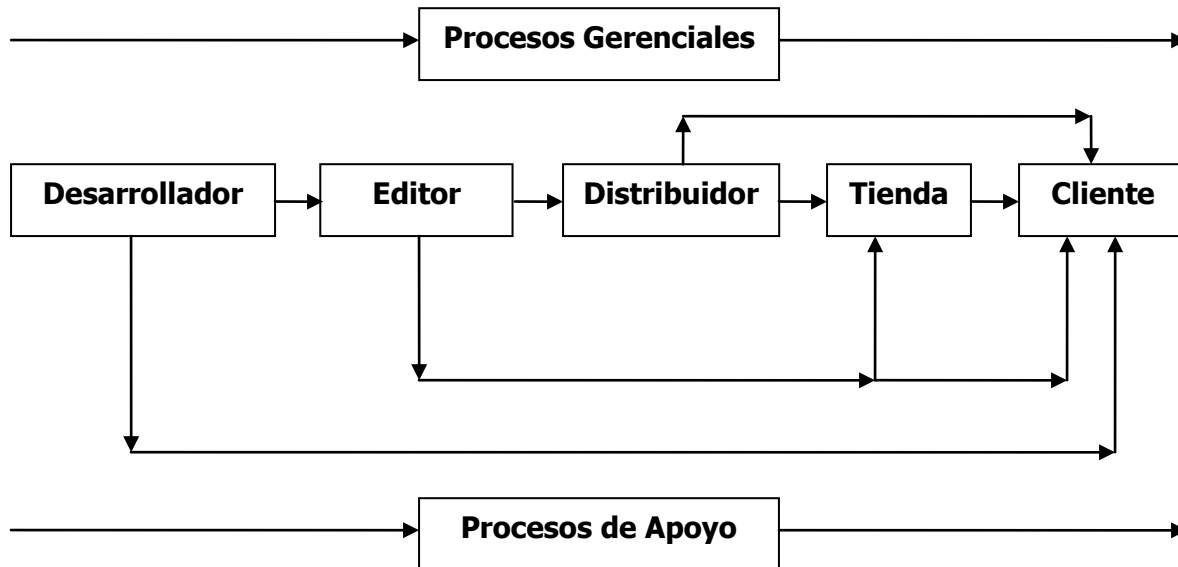 Procesos Gerenciales
Desarrollador
Editor
Distribuidor
Tienda
Cliente
Procesos de Apoyo